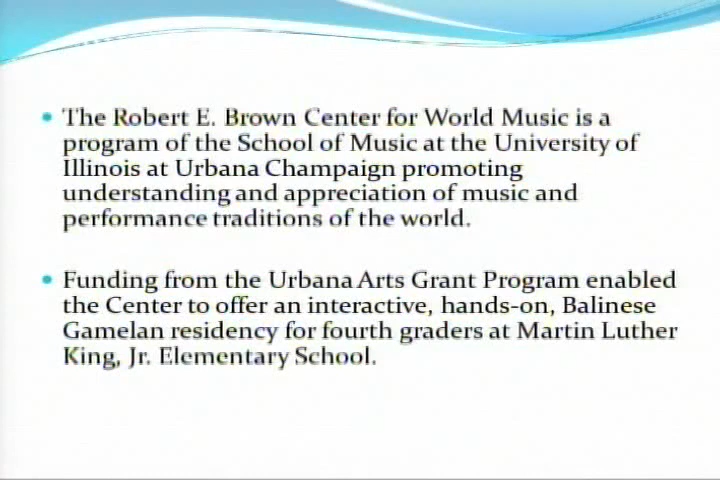 The Robert E. Brown Center for World Music is a
program of the School of Music at the University of
Illinois at Urbana Champaign promoting
understanding and appreciation of music and
performance traditions of the world.
Funding from the Urbana Arts Grant Program enabled
the Center to offer an interactive, hands-on, Balinese
Gamelan residency for fourth graders at Martin Luther
King, Jr. Elementary School.